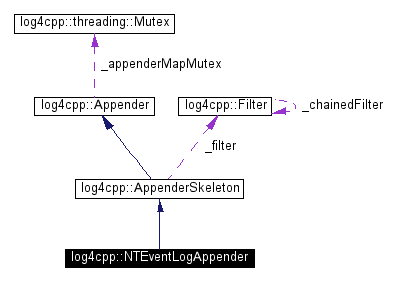 log4cpp::threading::Mutex
_appenderMapMutex
log4cpp::Appender
log4cpp::Filter
_chainedFilter
_filter
log4cpp::AppenderSkeleton
log4cpp::NTEventLogAppender